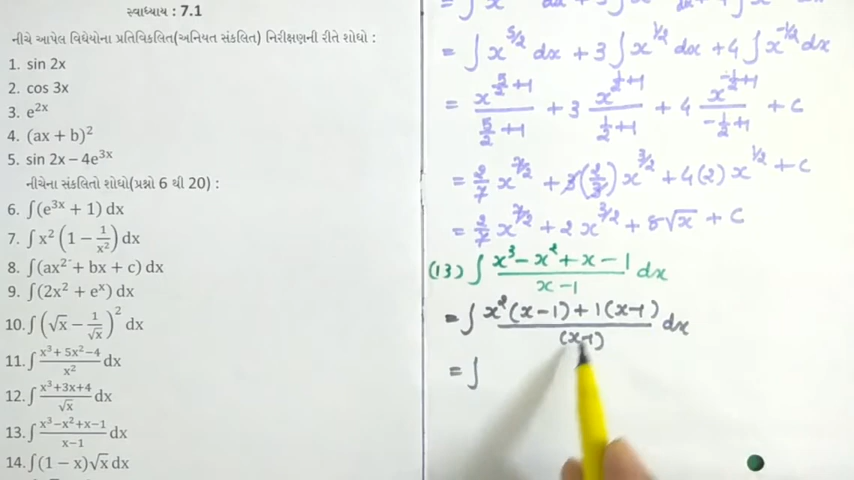 સ્વાધ્યાય : 7.1
નીચે આપેલ વિધેયોના પ્રતિવિકલિત(અનિયત સંકલિત) નિરીક્ષણની રીતે શોધો :
1. sin 2x
2. cos 3x
3. e^{2x}
4. (ax + b)^2
5. sin 2x – 4e^{3x}
નીચેના સંકલિતો શોધો(પ્રશ્નો 6 થી 20) :
6. ∫(e^{3x} + 1) dx
7. ∫ x^2 (1 − 1/x^2) dx
8. ∫(ax^2 + bx + c) dx
9. ∫(2x^2 + e^x) dx
10. ∫(√x − 1/√x)^2 dx
11. ∫ (x^3 + 5x^2 − 4)/x^2 dx
12. ∫ (x^3+3x+4)/√x dx
13. ∫ (x^3−x^2+x−1)/(x−1) dx
14. ∫(1 − x)√x dx
= ∫ x^{5/2} dx + 3∫ x^{1/2} dx + 4∫ x^{-1/2} dx
= x^{5/2+1}/(5/2+1) + 3 x^{1/2+1}/(1/2+1) + 4 x^{-1/2+1}/(-1/2+1) + c
= 2/7 x^{7/2} + 3(2/3) x^{3/2} + 4(2) x^{1/2} + c
= 2/7 x^{7/2} + 2 x^{3/2} + 8√x + c
(13) ∫ (x^3 − x^2 + x − 1)/(x − 1) dx
= ∫ (x^2(x−1) + 1(x−1))/(x−1) dx
= ∫